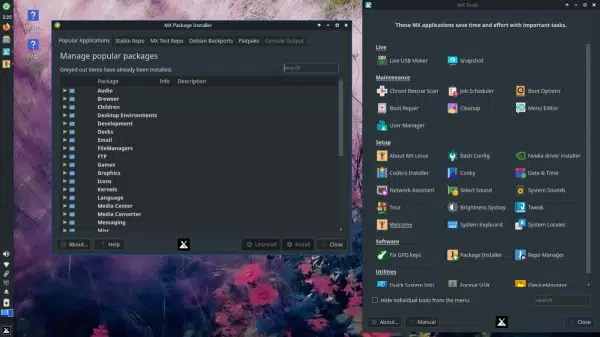 MX Package Installer
Popular Applications
Stable Repo
MX Test Repo
Debian Backports
Flatpaks
Console Output
Manage popular packages
Greyed out items have already been installed.
search
Package
Info
Description
Audio
Browser
Children
Desktop Environments
Development
Docks
Email
FileManagers
FTP
Games
Graphics
Icons
Kernels
Language
Media Center
Media Converter
Messaging
Misc
About...
Help
Uninstall
Install
Close
MX Tools
These MX applications save time and effort with important tasks.
Live
Live USB Maker
Snapshot
Maintenance
Chroot Rescue Scan
Job Scheduler
Boot Options
Boot Repair
Cleanup
Menu Editor
User Manager
Setup
About MX Linux
Bash Config
Nvidia driver installer
Codecs Installer
Conky
Date & Time
Network Assistant
Select Sound
System Sounds
Tour
Brightness Systray
Tweak
Welcome
System Keyboard
System Locales
Software
Fix GPG keys
Package Installer
Repo Manager
Utilities
Quick System Info
Format USB
iDeviceMounter
Hide individual tools from the menu
search
About...
Manual
Close